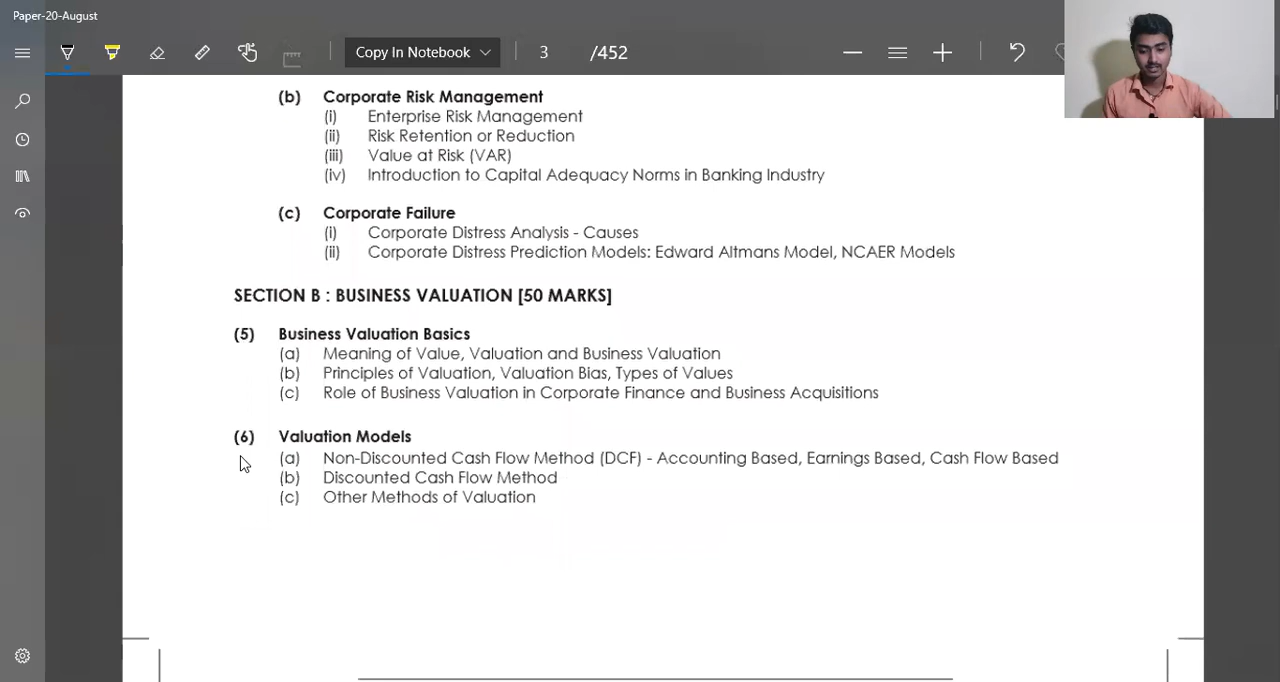 Paper-20-August
Copy In Notebook 3 /452
(b) Corporate Risk Management
(i) Enterprise Risk Management
(ii) Risk Retention or Reduction
(iii) Value at Risk (VAR)
(iv) Introduction to Capital Adequacy Norms in Banking Industry
(c) Corporate Failure
(i) Corporate Distress Analysis - Causes
(ii) Corporate Distress Prediction Models: Edward Altmans Model, NCAER Models
SECTION B : BUSINESS VALUATION [50 MARKS]
(5) Business Valuation Basics
(a) Meaning of Value, Valuation and Business Valuation
(b) Principles of Valuation, Valuation Bias, Types of Values
(c) Role of Business Valuation in Corporate Finance and Business Acquisitions
(6) Valuation Models
(a) Non-Discounted Cash Flow Method (DCF) - Accounting Based, Earnings Based, Cash Flow Based
(b) Discounted Cash Flow Method
(c) Other Methods of Valuation